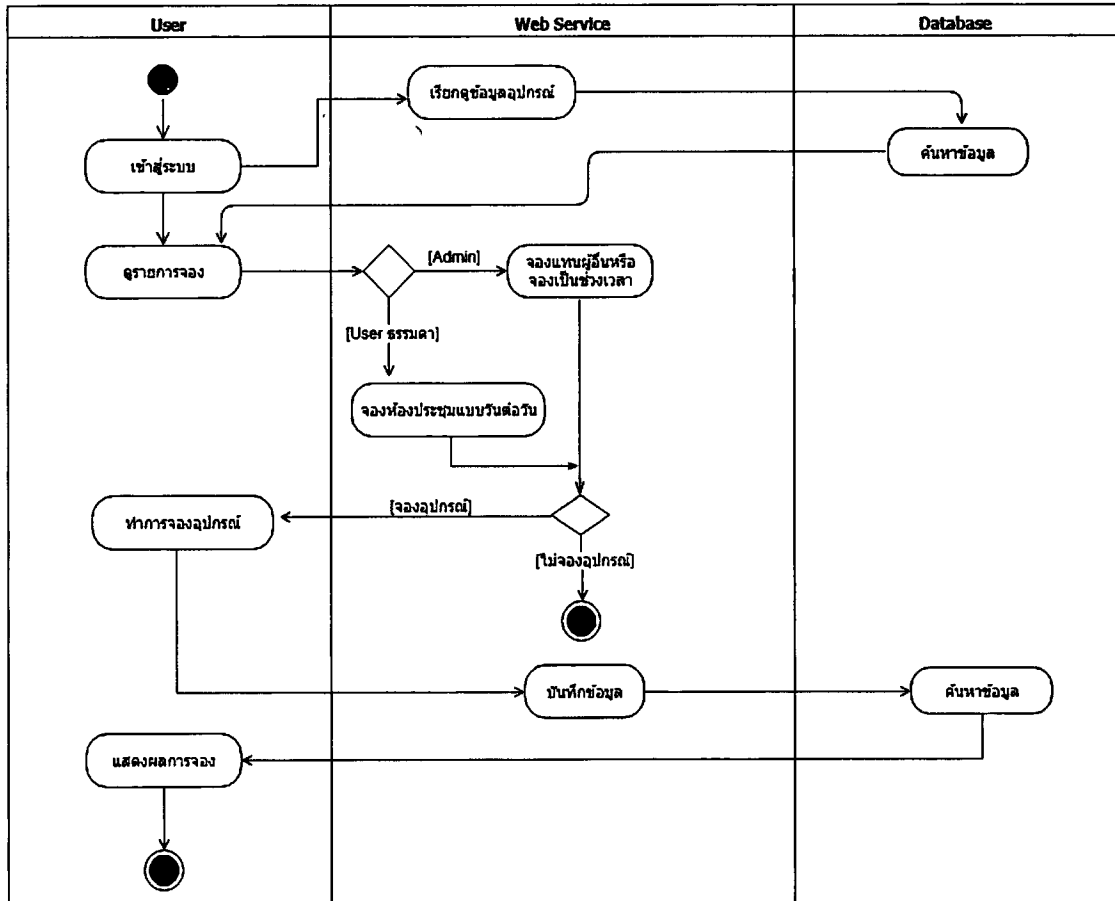 User
Web Service
Database
เรียกดูข้อมูลอุปกรณ์
เข้าสู่ระบบ
ค้นหาข้อมูล
ดูรายการจอง
[Admin]
จองแทนผู้อื่นหรือ
จองเป็นช่วงเวลา
[User ธรรมดา]
จองห้องประชุมแบบวันต่อวัน
[จองอุปกรณ์]
ทำการจองอุปกรณ์
[ไม่จองอุปกรณ์]
บันทึกข้อมูล
ค้นหาข้อมูล
แสดงผลการจอง